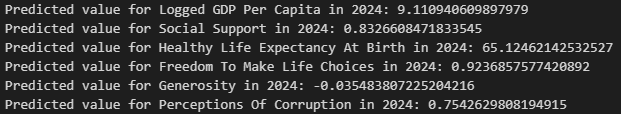 Predicted value for Logged GDP Per Capita in 2024: 9.110940609897979
Predicted value for Social Support in 2024: 0.8326608471833545
Predicted value for Healthy Life Expectancy At Birth in 2024: 65.12462142532527
Predicted value for Freedom To Make Life Choices in 2024: 0.9236857577420892
Predicted value for Generosity in 2024: -0.035483807225204216
Predicted value for Perceptions Of Corruption in 2024: 0.7542629808194915